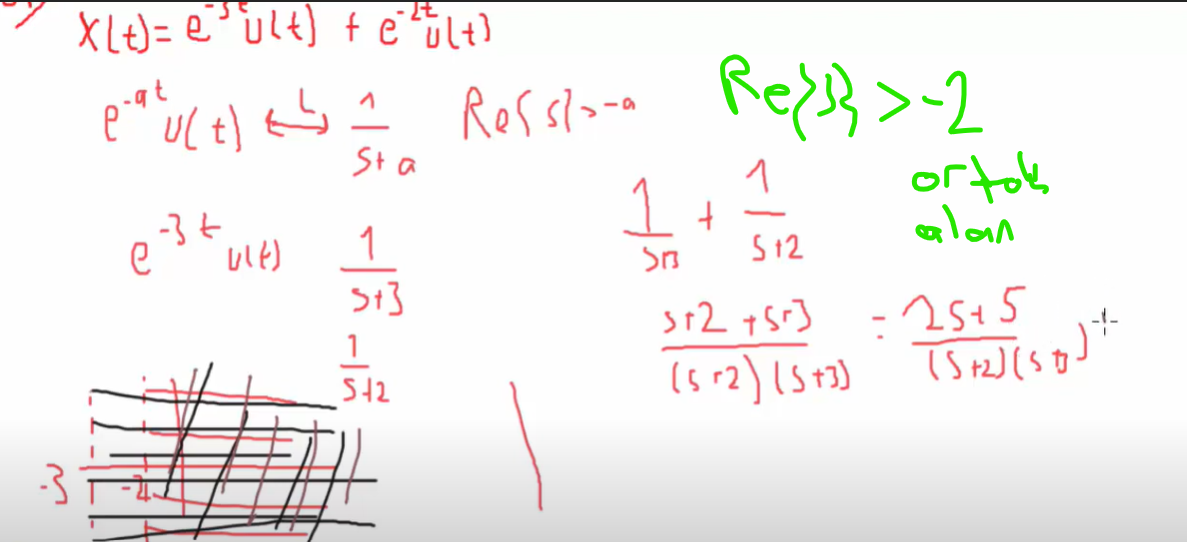 x(t) = e^-3t u(t) + e^-2t u(t)
e^-at u(t) ↔ L 1/(s+a) Re{s} > -a
Re{s} > -2
ortak
alan
1/(s+3) + 1/(s+2)
e^-3t u(t) 1/(s+3)
1/(s+2)
s+2+s+3/(s+2)(s+3) = 2s+5/(s+2)(s+3)
-3 -2